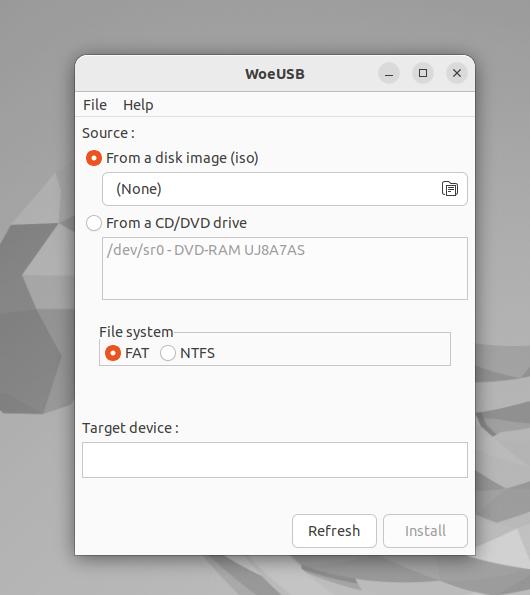 WoeUSB
File Help
Source :
From a disk image (iso)
(None)
From a CD/DVD drive
/dev/sr0 - DVD-RAM UJ8A7AS
File system
FAT NTFS
Target device :
Refresh Install